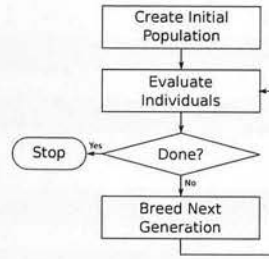 Create Initial
Population
Evaluate
Individuals
Stop
Yes
Done?
No
Breed Next
Generation